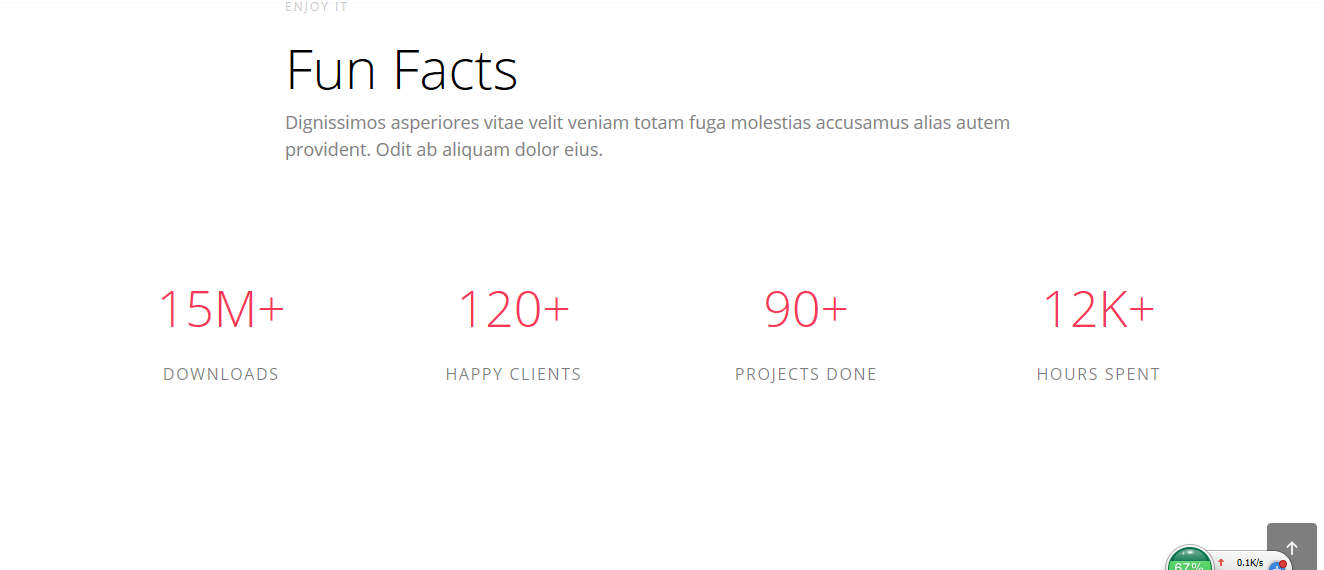 ENJOY IT
Fun Facts
Dignissimos asperiores vitae velit veniam totam fuga molestias accusamus alias autem
provident. Odit ab aliquam dolor eius.
15M+ 120+ 90+ 12K+
DOWNLOADS HAPPY CLIENTS PROJECTS DONE HOURS SPENT
67% 0.1K/s